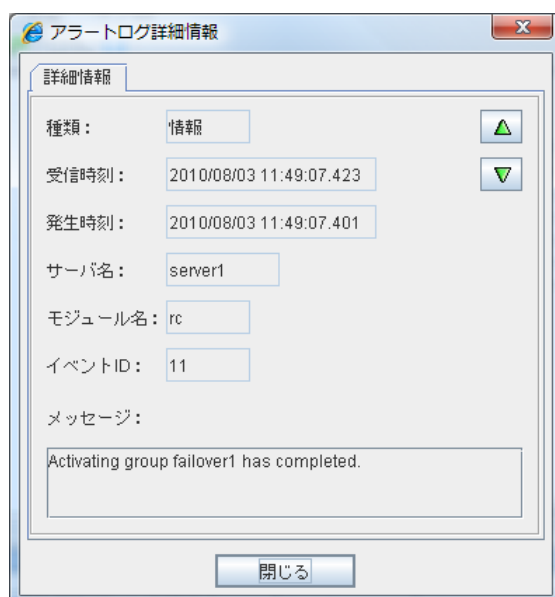 アラートログ詳細情報
詳細情報
種類： 情報
受信時刻： 2010/08/03 11:49:07.423
発生時刻： 2010/08/03 11:49:07.401
サーバ名： server1
モジュール名： rc
イベントID： 11
メッセージ：
Activating group failover1 has completed.
閉じる